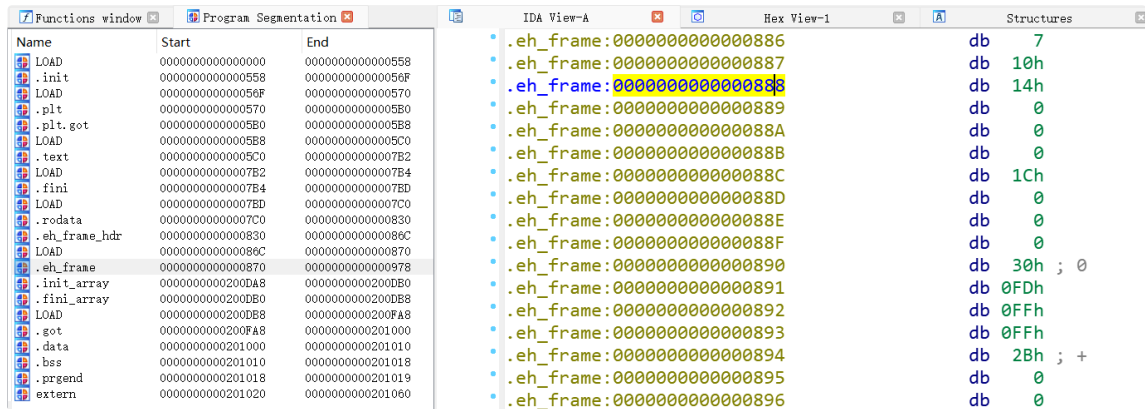 Functions window
Program Segmentation
IDA View-A
Hex View-1
Structures
Name Start End
LOAD 0000000000000000 0000000000000558
.init 0000000000000558 000000000000056F
LOAD 000000000000056F 0000000000000570
.plt 0000000000000570 00000000000005B0
.plt.got 00000000000005B0 00000000000005B8
LOAD 00000000000005B8 00000000000005C0
.text 00000000000005C0 00000000000007B2
LOAD 00000000000007B2 00000000000007B4
.fini 00000000000007B4 00000000000007BD
LOAD 00000000000007BD 00000000000007C0
.rodata 00000000000007C0 0000000000000830
.eh_frame_hdr 0000000000000830 000000000000086C
LOAD 000000000000086C 0000000000000870
.eh_frame 0000000000000870 0000000000000978
.init_array 0000000000200DA8 0000000000200DB0
.fini_array 0000000000200DB0 0000000000200DB8
LOAD 0000000000200DB8 0000000000200FA8
.got 0000000000200FA8 0000000000201000
.data 0000000000201000 0000000000201010
.bss 0000000000201010 0000000000201018
.prgend 0000000000201018 0000000000201019
extern 0000000000201020 0000000000201060
.eh_frame:0000000000000886 db 7
.eh_frame:0000000000000887 db 10h
.eh_frame:0000000000000888 db 14h
.eh_frame:0000000000000889 db 0
.eh_frame:000000000000088A db 0
.eh_frame:000000000000088B db 0
.eh_frame:000000000000088C db 1Ch
.eh_frame:000000000000088D db 0
.eh_frame:000000000000088E db 0
.eh_frame:000000000000088F db 0
.eh_frame:0000000000000890 db 30h ; 0
.eh_frame:0000000000000891 db 0FDh
.eh_frame:0000000000000892 db 0FFh
.eh_frame:0000000000000893 db 0FFh
.eh_frame:0000000000000894 db 2Bh ; +
.eh_frame:0000000000000895 db 0
.eh_frame:0000000000000896 db 0